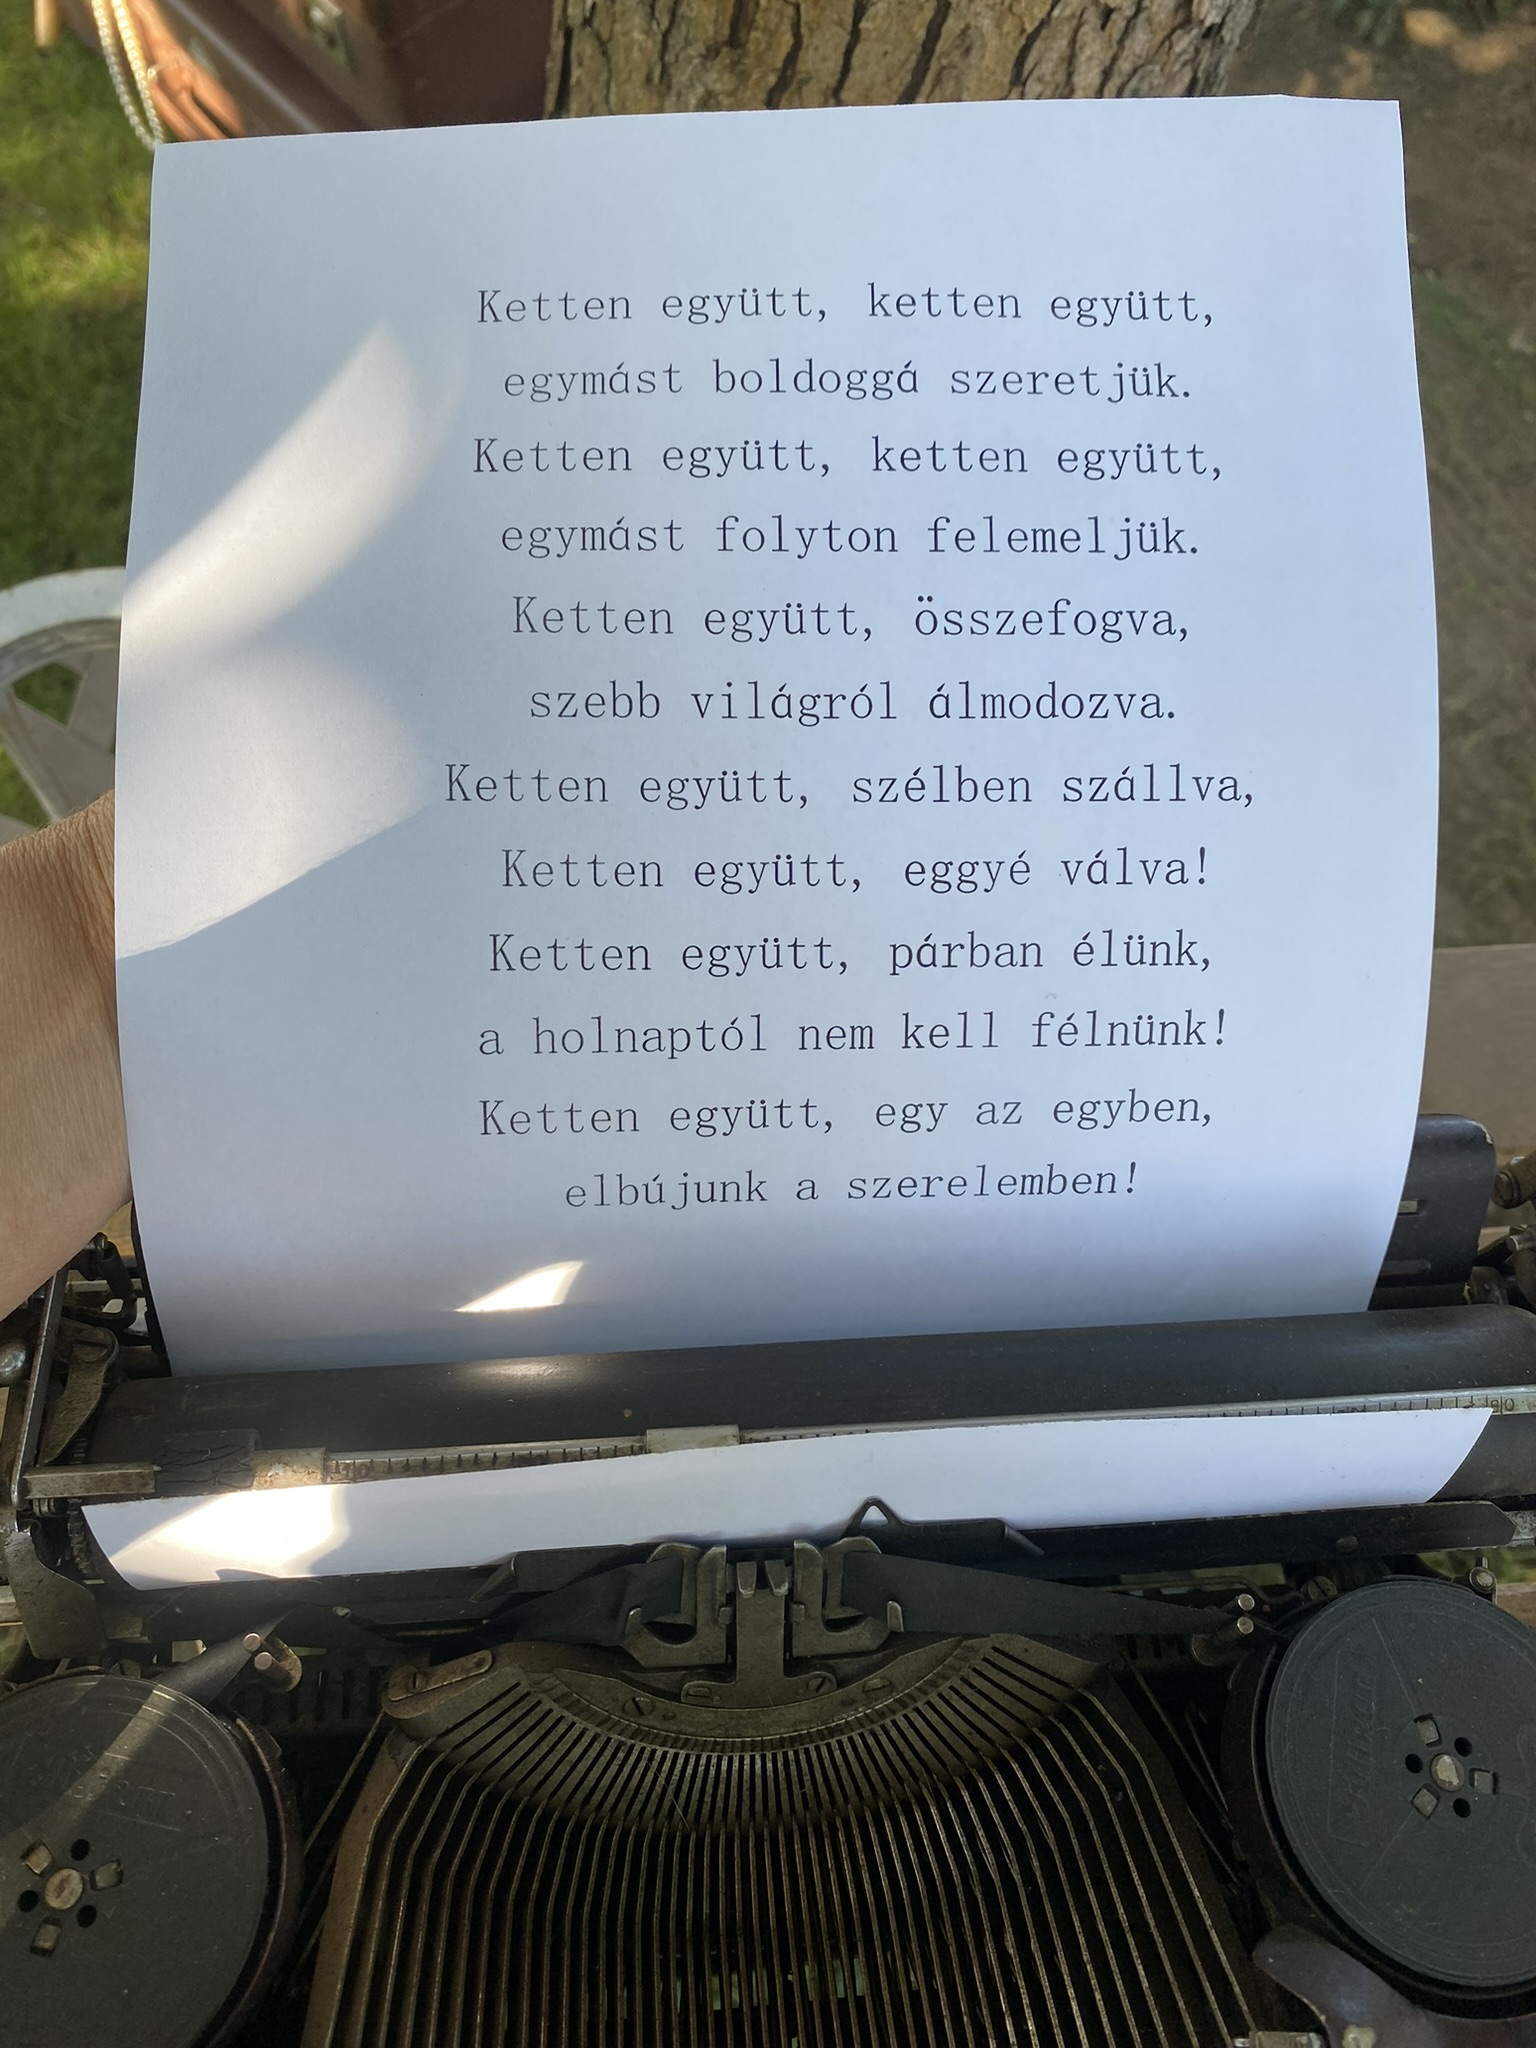 Ketten együtt, ketten együtt,
egymást boldoggá szeretjük.
Ketten együtt, ketten együtt,
egymást folyton felemeljük.
Ketten együtt, összefogva,
szebb világról álmodozva.
Ketten együtt, szélben szállva,
Ketten együtt, eggyé válva!
Ketten együtt, párban élünk,
a holnaptól nem kell félnünk!
Ketten együtt, egy az egyben,
elbújunk a szerelemben!